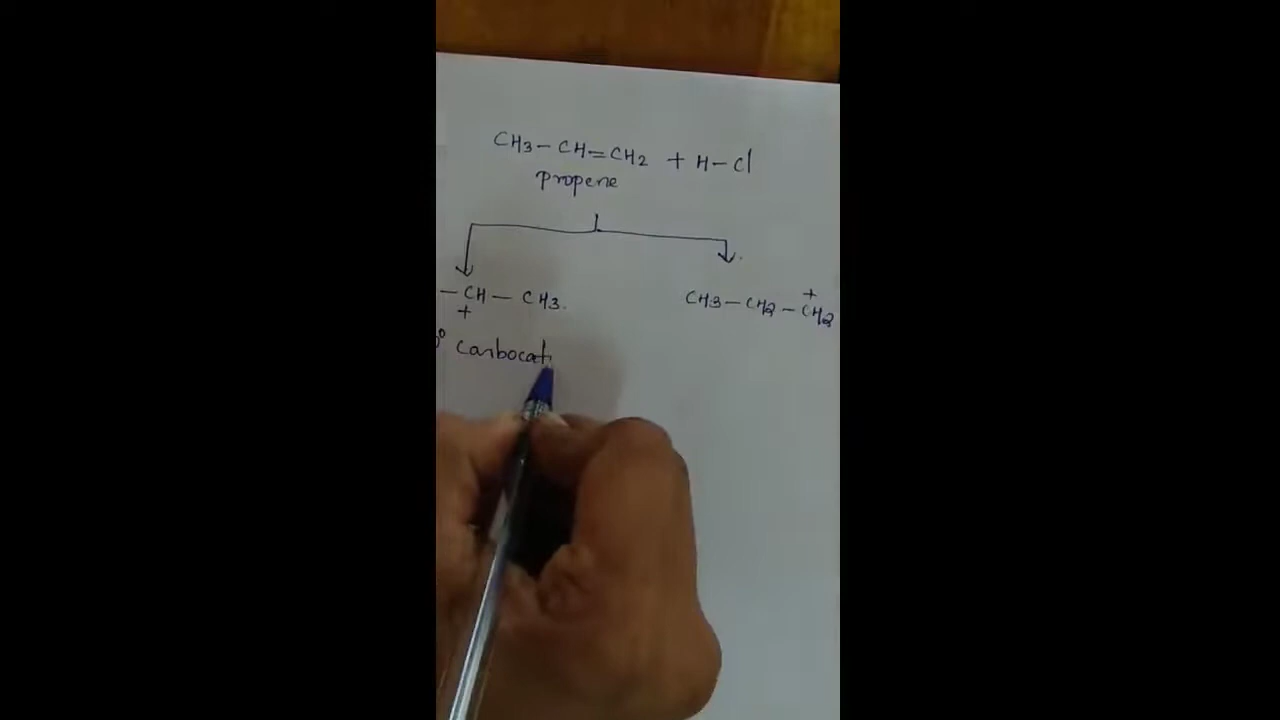 CH3-CH=CH2 + H-Cl
propene
-CH-CH3. CH3-CH2-CH2
+ +
° Carbocat